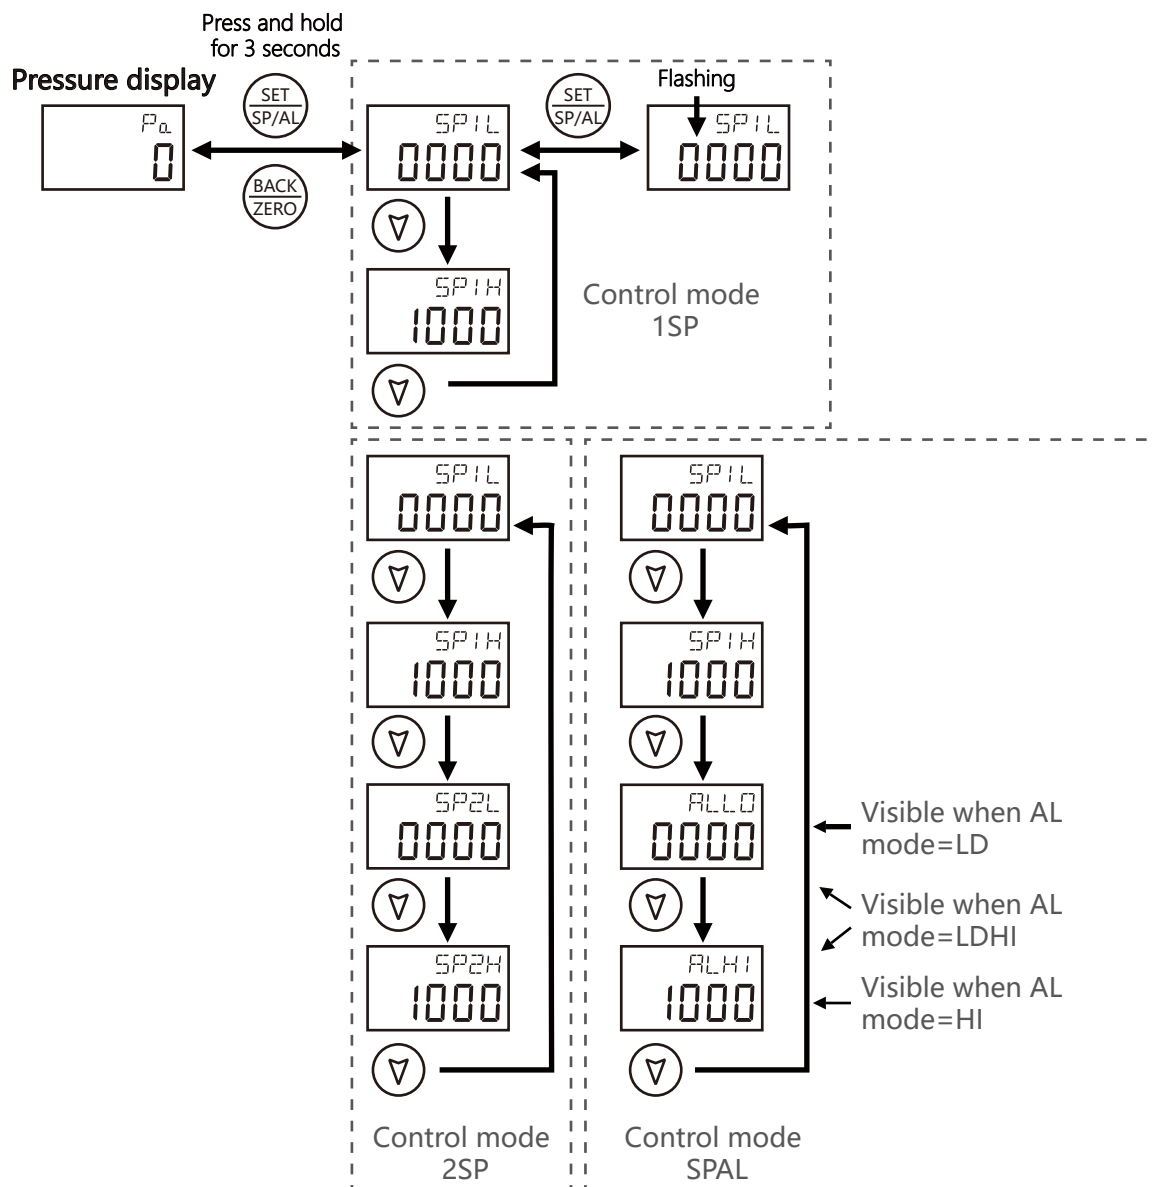 Press and hold
for 3 seconds
Pressure display
SET
SP/AL
BACK
ZERO
Pa
0
SP1L
0000
SET
SP/AL
Flashing
SP1L
0000
SP1H
1000
Control mode
1SP
SP1L
0000
SP1H
1000
SP2L
0000
SP2H
1000
Control mode
2SP
SP1L
0000
SP1H
1000
ALLO
0000
ALHI
1000
Visible when AL
mode=LD
Visible when AL
mode=LDHI
Visible when AL
mode=HI
Control mode
SPAL